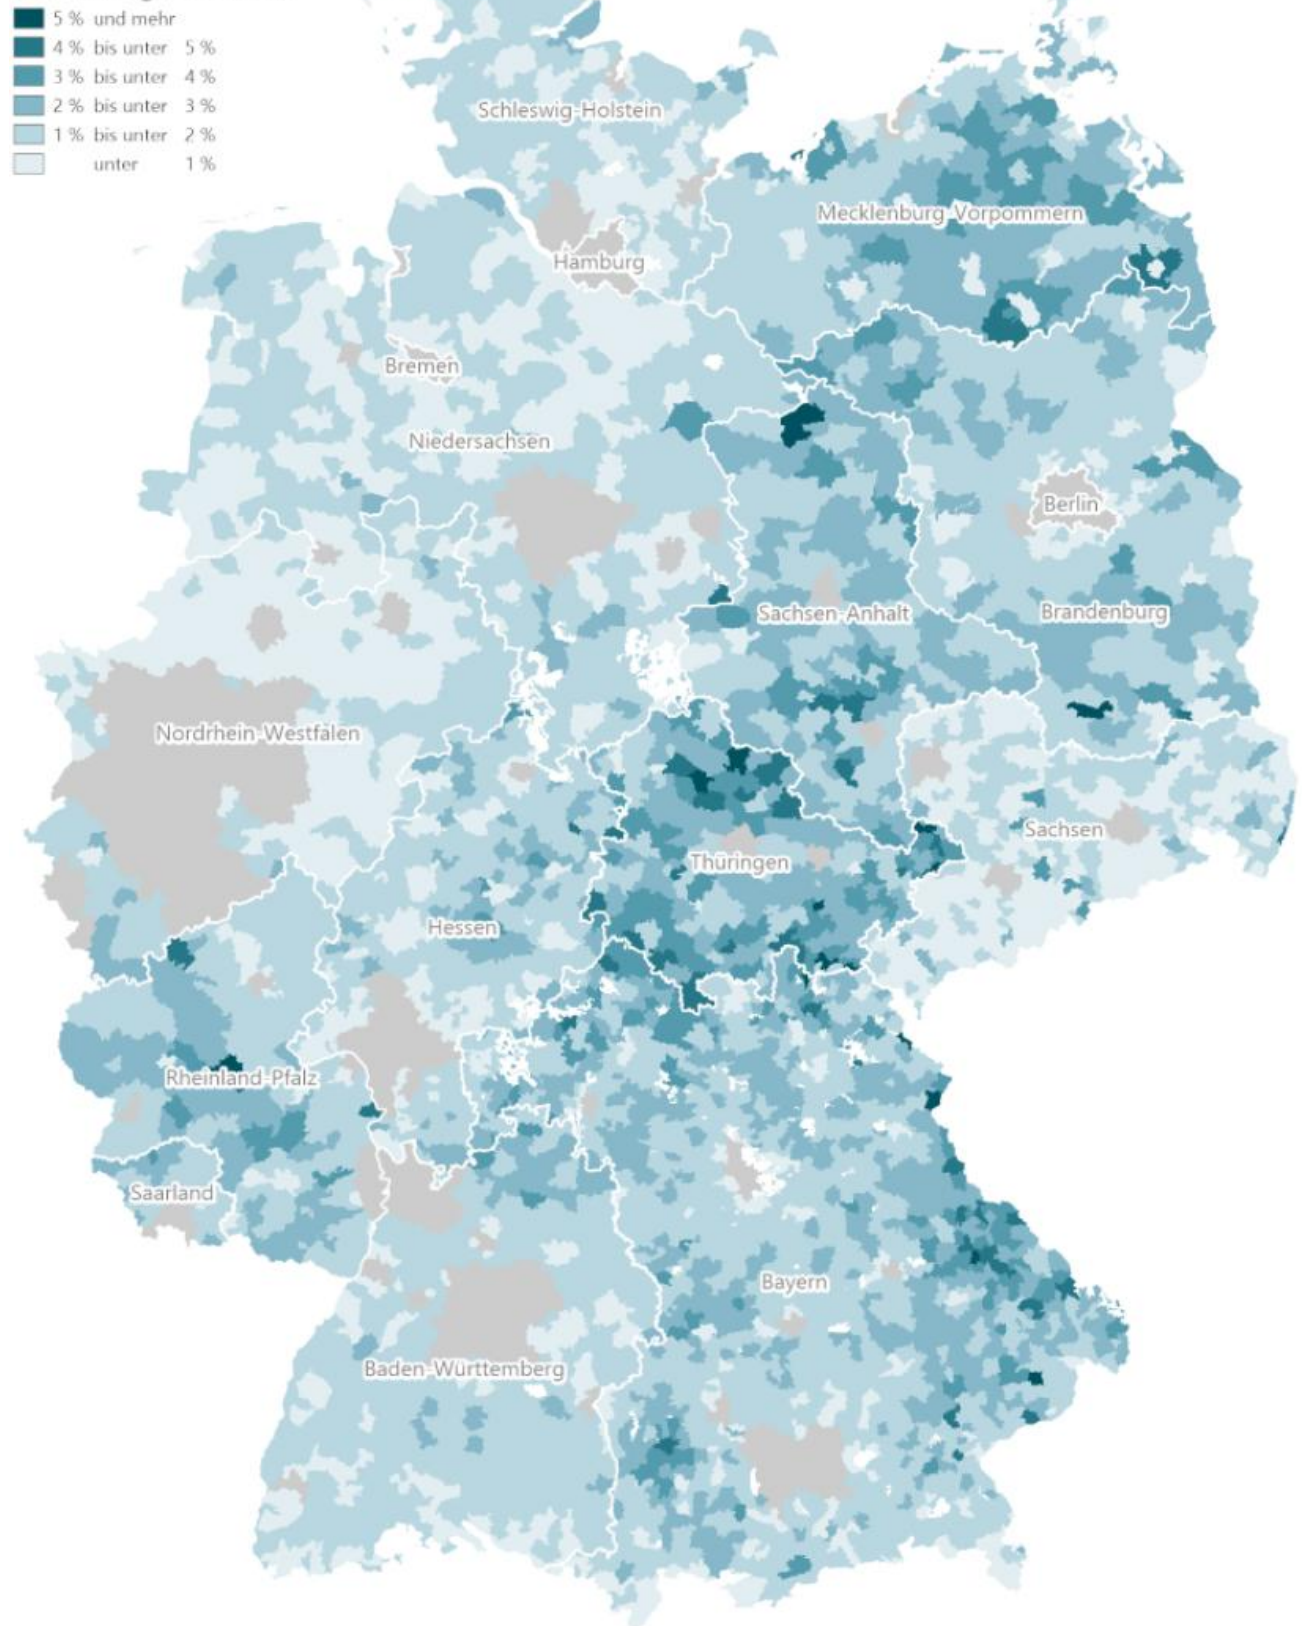 5 % und mehr
4 % bis unter 5 %
3 % bis unter 4 %
2 % bis unter 3 %
1 % bis unter 2 %
unter 1 %
Schleswig-Holstein
Mecklenburg-Vorpommern
Hamburg
Bremen
Niedersachsen
Berlin
Sachsen-Anhalt
Brandenburg
Nordrhein-Westfalen
Sachsen
Thüringen
Hessen
Rheinland-Pfalz
Saarland
Bayern
Baden-Württemberg